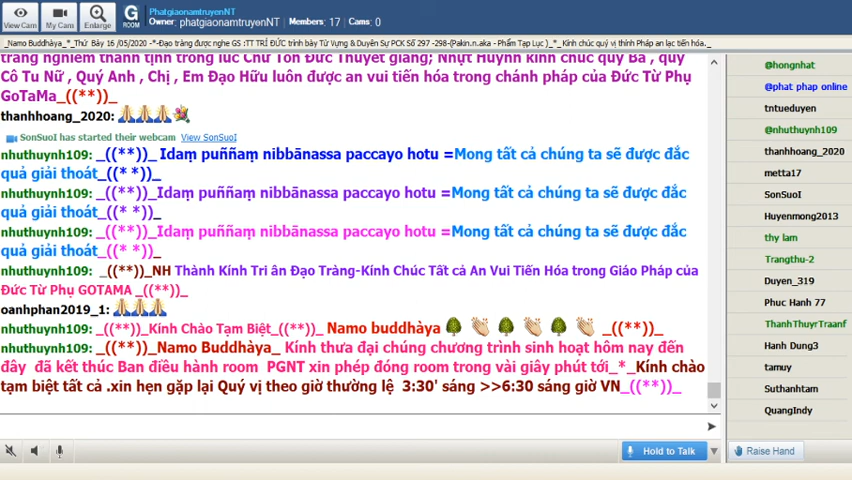 View Cam
My Cam
Enlarge
G
ROOM
PhatgiaonamtruyenNT
Owner: phatgiaonamtruyenNT | Members: 17 | Cams: 0
_Namo Buddhàya_*_Thứ Bảy 16 /05/2020 -*-Đạo tràng được nghe GS :TT TRÍ ĐỨC trình bày Từ Vựng & Duyên Sự PCK Số 297 -298-(Pakin.n.aka - Phẩm Tạp Lục )_*_Kính chúc quý vị thính Pháp an lạc tiến hóa._
trang nghiêm thanh tịnh trong lúc Chư Tôn Đức Thuyết giảng; Nhựt Huỳnh kính chúc quý Bà , quý
Cô Tu Nữ , Quý Anh , Chị , Em Đạo Hữu luôn được an vui tiến hóa trong chánh pháp của Đức Từ Phụ
GoTaMa_((**))_
thanhhoang_2020: 🙏🙏🙏💐
SonSuoI has started their webcam View SonSuoI
nhuthuynh109: _((**))_ Idaṃ puññaṃ nibbānassa paccayo hotu =Mong tất cả chúng ta sẽ được đắc
quả giải thoát_((* *))_
nhuthuynh109: _((**))_Idaṃ puññaṃ nibbānassa paccayo hotu =Mong tất cả chúng ta sẽ được đắc
quả giải thoát_((* *))_
nhuthuynh109: _((**))_Idaṃ puññaṃ nibbānassa paccayo hotu =Mong tất cả chúng ta sẽ được đắc
quả giải thoát_((* *))_
nhuthuynh109: _((**))_NH Thành Kính Tri ân Đạo Tràng-Kính Chúc Tất cả An Vui Tiến Hóa trong Giáo Pháp của
Đức Từ Phụ GOTAMA _((**))_
oanhphan2019_1: 🙏🙏🙏
nhuthuynh109: _((**))_Kính Chào Tạm Biệt_((**))_ Namo buddhàya 🌳 👏 🌳 👏 🌳 👏 _((**))_
nhuthuynh109: _((**))_Namo Buddhàya_ Kính thưa đại chúng chương trình sinh hoạt hôm nay đến
đây đã kết thúc Ban điều hành room PGNT xin phép đóng room trong vài giây phút tới_*_Kính chào
tạm biệt tất cả .xin hẹn gặp lại Quý vị theo giờ thường lệ 3:30' sáng >>6:30 sáng giờ VN_((**))_
Hold to Talk
@hongnhat
@phat phap online
tntueduyen
@nhuthuynh109
thanhhoang_2020
metta17
SonSuoI
Huyenmong2013
thy lam
Trangthu-2
Duyen_319
Phuc Hanh 77
ThanhThuyrTraanf
Hanh Dung3
tamuy
Suthanhtam
QuangIndy
Raise Hand